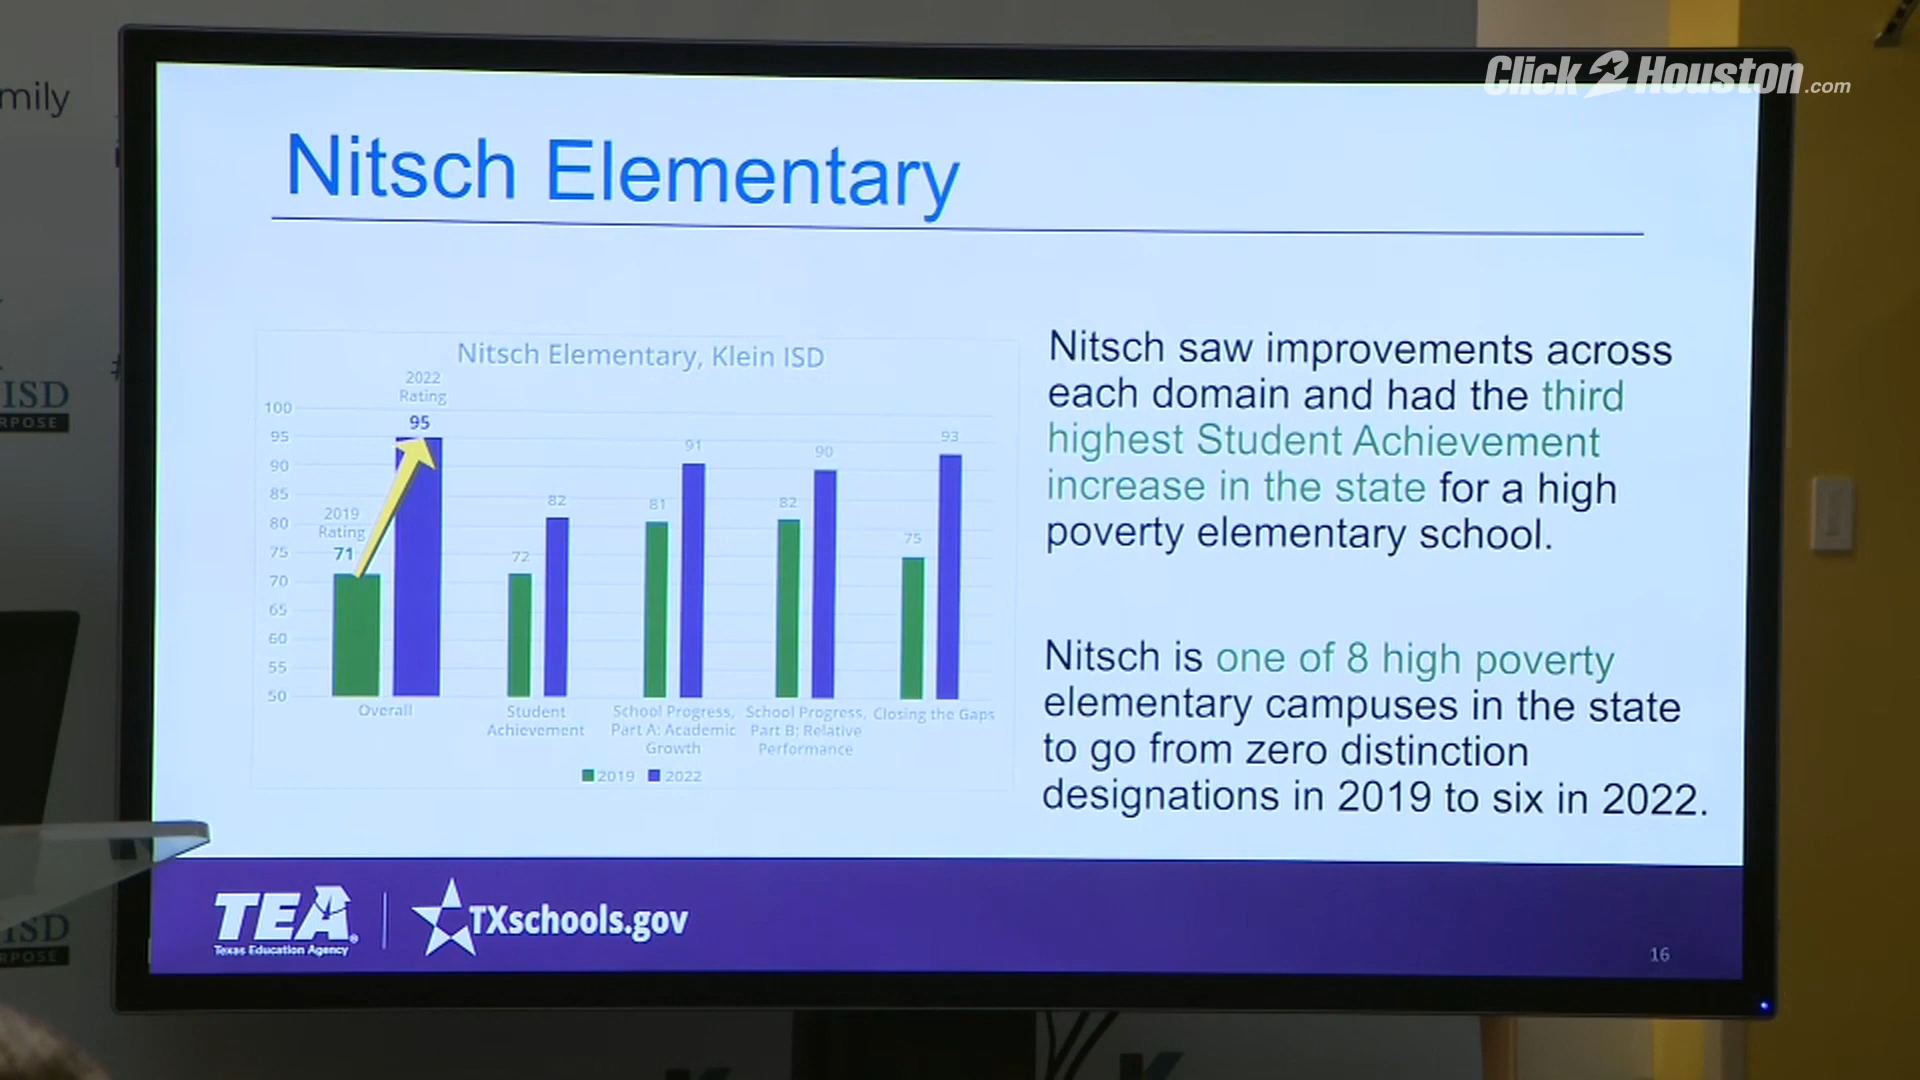 Click2Houston.com
mily
ISD
RPOSE
Nitsch Elementary
Nitsch Elementary, Klein ISD
2022
Rating
95
100
95
90
85
80
75
70
65
60
55
50
2019
Rating
71
72
82
81
91
82
90
75
93
Overall
Student
Achievement
School Progress,
Part A: Academic
Growth
School Progress,
Part B: Relative
Performance
Closing the Gaps
2019
2022
Nitsch saw improvements across
each domain and had the third
highest Student Achievement
increase in the state for a high
poverty elementary school.
Nitsch is one of 8 high poverty
elementary campuses in the state
to go from zero distinction
designations in 2019 to six in 2022.
TEA
Texas Education Agency
TXschools.gov
16
ISD
RPOSE